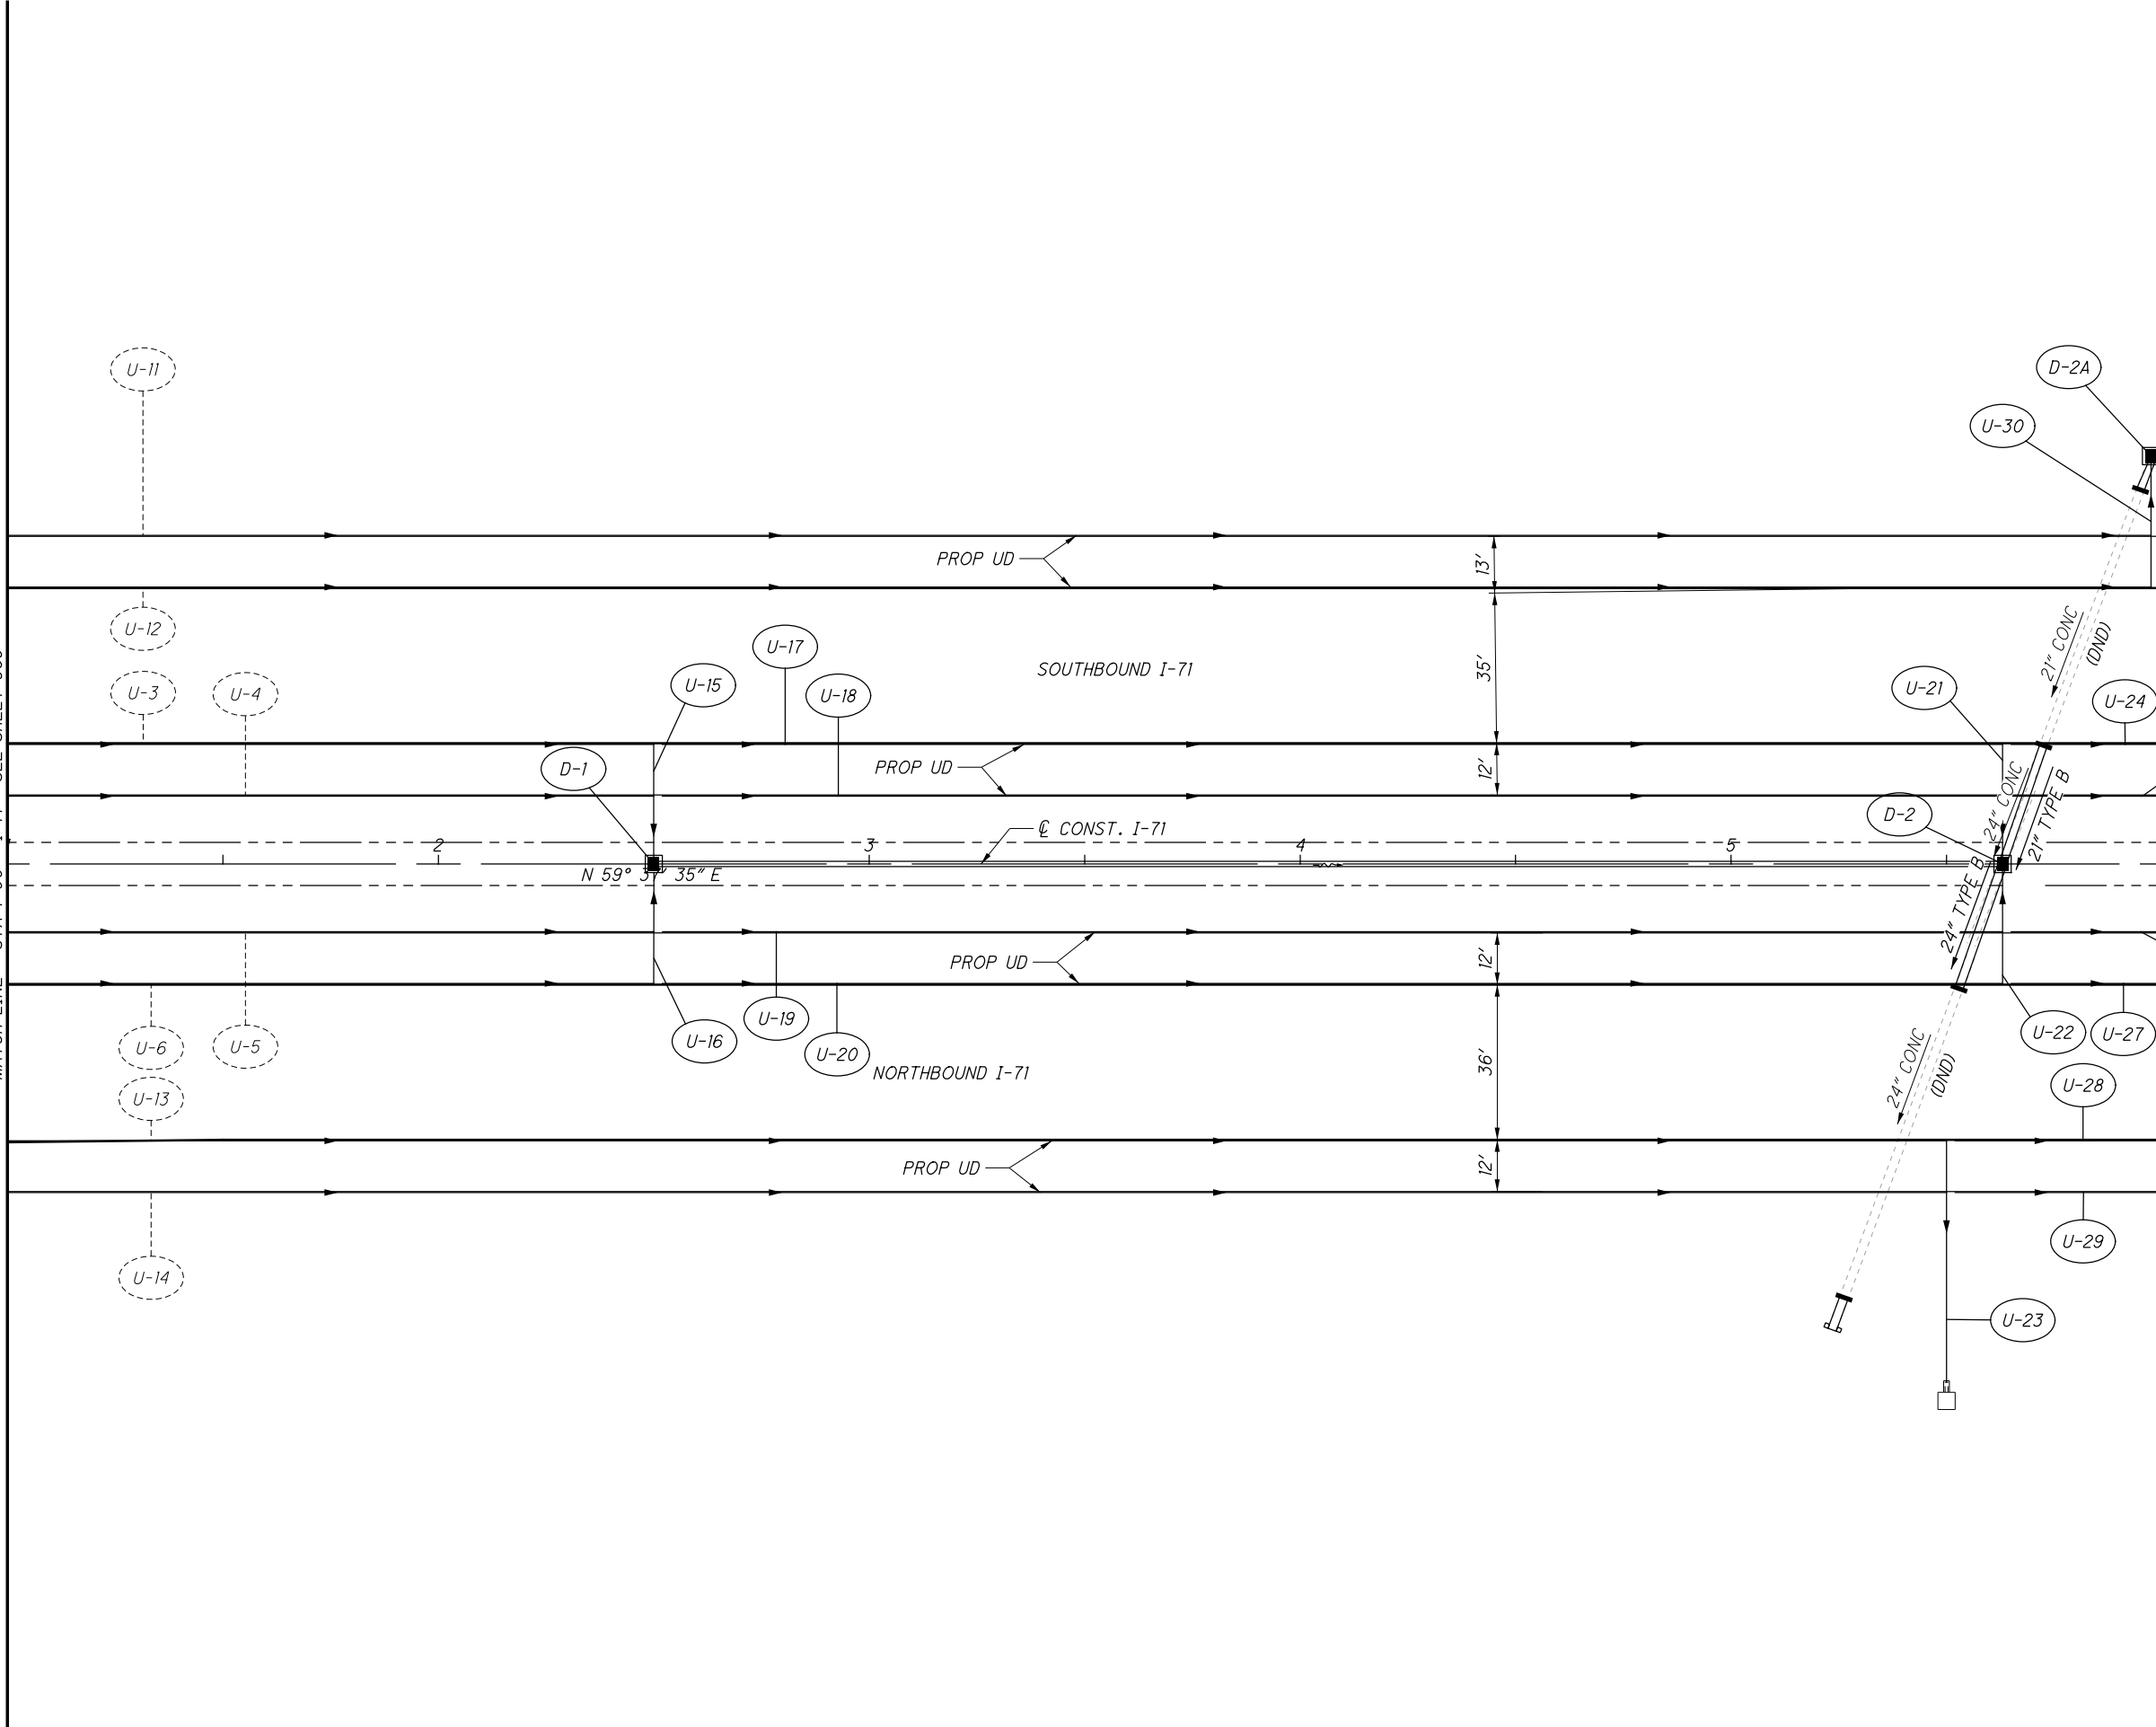 U-11
D-2A
U-30
PROP UD
13'
U-12
21" CONC
(DND)
U-17
SOUTHBOUND I-71
35'
U-3
U-4
U-15
U-18
U-21
U-24
D-1
PROP UD
12'
24" CONC
21" TYPE B
D-2
℄ CONST. I-71
2
3
4
5
N 59° 35" E
24" TYPE B
12'
PROP UD
U-6
U-5
U-16
U-19
U-20
U-22
U-27
36'
24" CONC
(DND)
NORTHBOUND I-71
U-13
U-28
PROP UD
12'
U-14
U-29
U-23